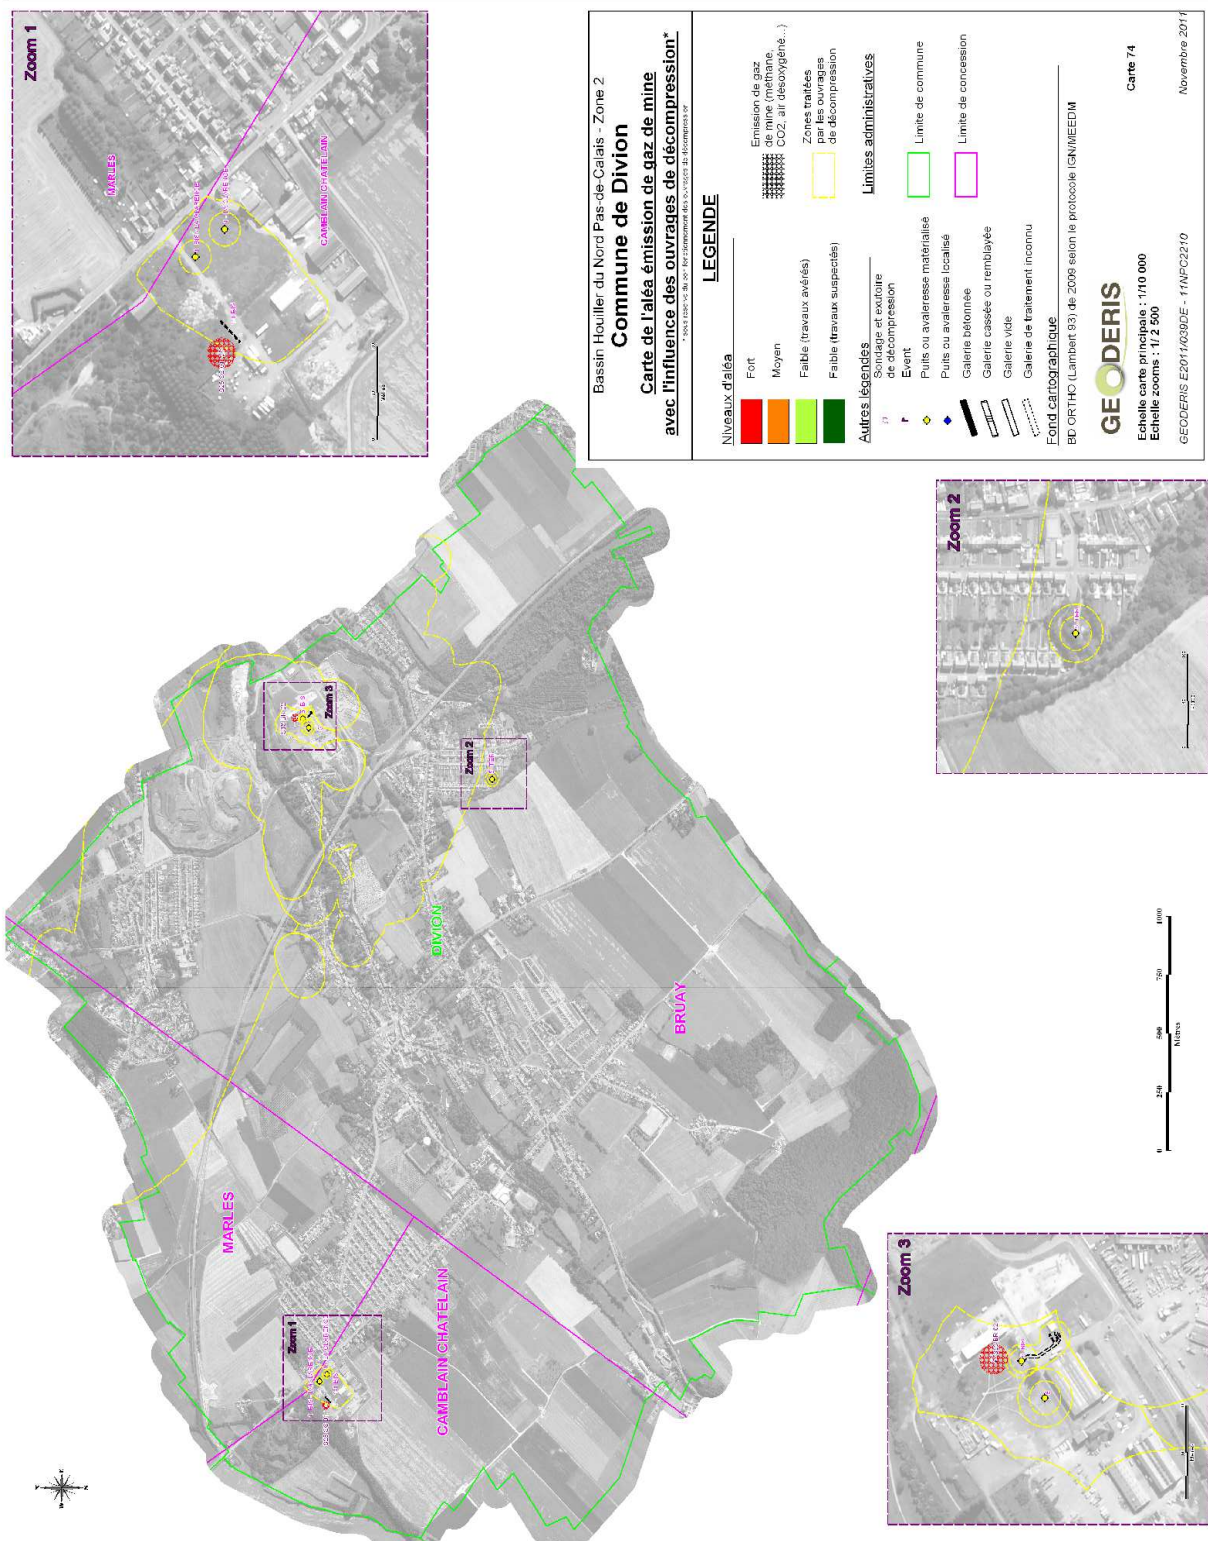 Zoom 1
MARLES
CAMBLAIN CHATELAIN
Bassin Houiller du Nord Pas-de-Calais - Zone 2
Commune de Divion
Carte de l'aléa émission de gaz de mine
avec l'influence des ouvrages de décompression*
LEGENDE
Niveaux d'aléa
Fort
Moyen
Faible (travaux avérés)
Faible (travaux suspectés)
Emission de gaz
de mine (méthane,
CO2, air désoxygéné...)
Zones traitées
par les ouvrages
de décompression
Autres légendes
Sondage et exutoire
de décompression
Event
Puits ou avaleresse matérialisé
Puits ou avaleresse localisé
Galerie bétonnée
Galerie cassée ou remblayée
Galerie vide
Galerie de traitement inconnu
Limites administratives
Limite de commune
Limite de concession
Fond cartographique
BD ORTHO (Lambert 93) de 2009 selon le protocole IGN/MEEDM
GEODERIS
Echelle carte principale : 1/10 000
Echelle zooms : 1/ 2 500
Carte 74
GEODERIS E2011/039DE - 11NPC2210
Novembre 2011
Zoom 3
Zoom 2
DIVION
BRUAY
MARLES
CAMBLAIN CHATELAIN
Zoom 1
Zoom 2
Zoom 3
0 250 500 750 1000
Mètres